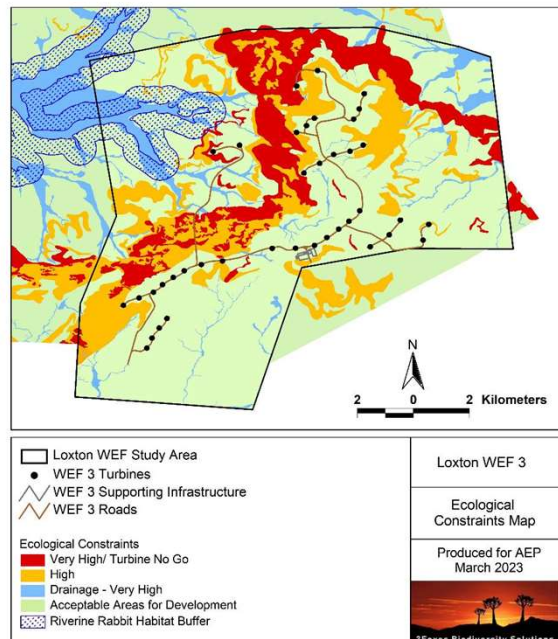 N
2 0 2 Kilometers
Loxton WEF Study Area
WEF 3 Turbines
WEF 3 Supporting Infrastructure
WEF 3 Roads
Ecological Constraints
Very High/ Turbine No Go
High
Drainage - Very High
Acceptable Areas for Development
Riverine Rabbit Habitat Buffer
Loxton WEF 3
Ecological
Constraints Map
Produced for AEP
March 2023
Biodiversity